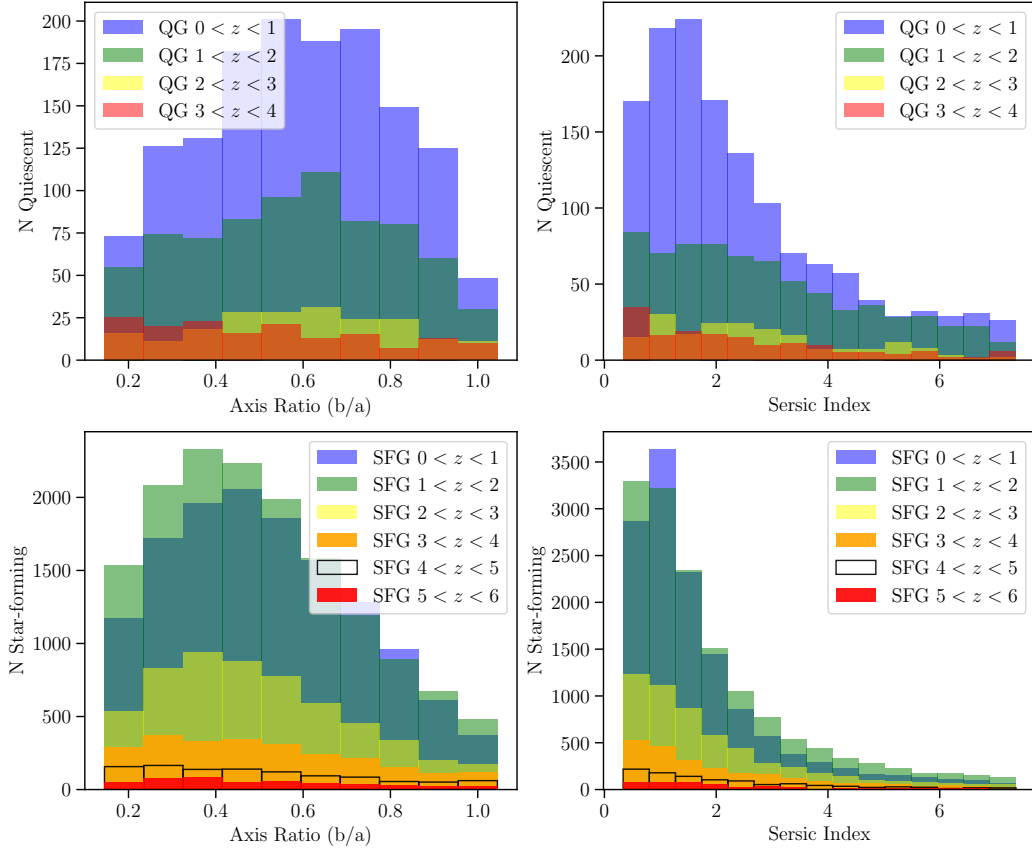 200
175
150
125
100
75
50
25
0
N Quiescent
QG 0 < z < 1
QG 1 < z < 2
QG 2 < z < 3
QG 3 < z < 4
0.2 0.4 0.6 0.8 1.0
Axis Ratio (b/a)
200
150
100
50
0
N Quiescent
QG 0 < z < 1
QG 1 < z < 2
QG 2 < z < 3
QG 3 < z < 4
0 2 4 6
Sersic Index
2000
1500
1000
500
0
N Star-forming
SFG 0 < z < 1
SFG 1 < z < 2
SFG 2 < z < 3
SFG 3 < z < 4
SFG 4 < z < 5
SFG 5 < z < 6
0.2 0.4 0.6 0.8 1.0
Axis Ratio (b/a)
3500
3000
2500
2000
1500
1000
500
0
N Star-forming
SFG 0 < z < 1
SFG 1 < z < 2
SFG 2 < z < 3
SFG 3 < z < 4
SFG 4 < z < 5
SFG 5 < z < 6
0 2 4 6
Sersic Index